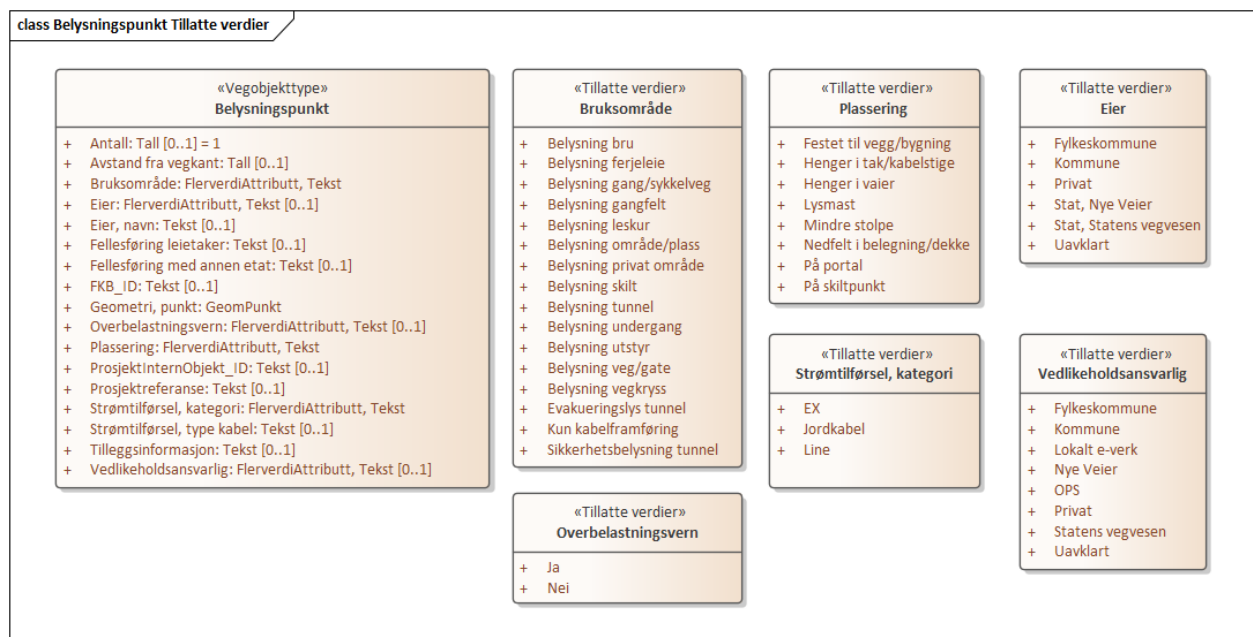 class Belysningspunkt Tillatte verdier
«Vegobjekttype»
Belysningspunkt
+ Antall: Tall [0..1] = 1
+ Avstand fra vegkant: Tall [0..1]
+ Bruksområde: FlerverdiAttributt, Tekst
+ Eier: FlerverdiAttributt, Tekst [0..1]
+ Eier, navn: Tekst [0..1]
+ Fellesføring leietaker: Tekst [0..1]
+ Fellesføring med annen etat: Tekst [0..1]
+ FKB_ID: Tekst [0..1]
+ Geometri, punkt: GeomPunkt
+ Overbelastningsvern: FlerverdiAttributt, Tekst [0..1]
+ Plassering: FlerverdiAttributt, Tekst
+ ProsjektInternObjekt_ID: Tekst [0..1]
+ Prosjektreferanse: Tekst [0..1]
+ Strømtilførsel, kategori: FlerverdiAttributt, Tekst
+ Strømtilførsel, type kabel: Tekst [0..1]
+ Tilleggsinformasjon: Tekst [0..1]
+ Vedlikeholdsansvarlig: FlerverdiAttributt, Tekst [0..1]
«Tillatte verdier»
Bruksområde
+ Belysning bru
+ Belysning ferjeleie
+ Belysning gang/sykkelveg
+ Belysning gangfelt
+ Belysning leskur
+ Belysning område/plass
+ Belysning privat område
+ Belysning skilt
+ Belysning tunnel
+ Belysning undergang
+ Belysning utstyr
+ Belysning veg/gate
+ Belysning vegkryss
+ Evakueringslys tunnel
+ Kun kabelframføring
+ Sikkerhetsbelysning tunnel
«Tillatte verdier»
Overbelastningsvern
+ Ja
+ Nei
«Tillatte verdier»
Plassering
+ Festet til vegg/bygning
+ Henger i tak/kabelstige
+ Henger i vaier
+ Lysmast
+ Mindre stolpe
+ Nedfelt i belegning/dekke
+ På portal
+ På skiltpunkt
«Tillatte verdier»
Strømtilførsel, kategori
+ EX
+ Jordkabel
+ Line
«Tillatte verdier»
Eier
+ Fylkeskommune
+ Kommune
+ Privat
+ Stat, Nye Veier
+ Stat, Statens vegvesen
+ Uavklart
«Tillatte verdier»
Vedlikeholdsansvarlig
+ Fylkeskommune
+ Kommune
+ Lokalt e-verk
+ Nye Veier
+ OPS
+ Privat
+ Statens vegvesen
+ Uavklart